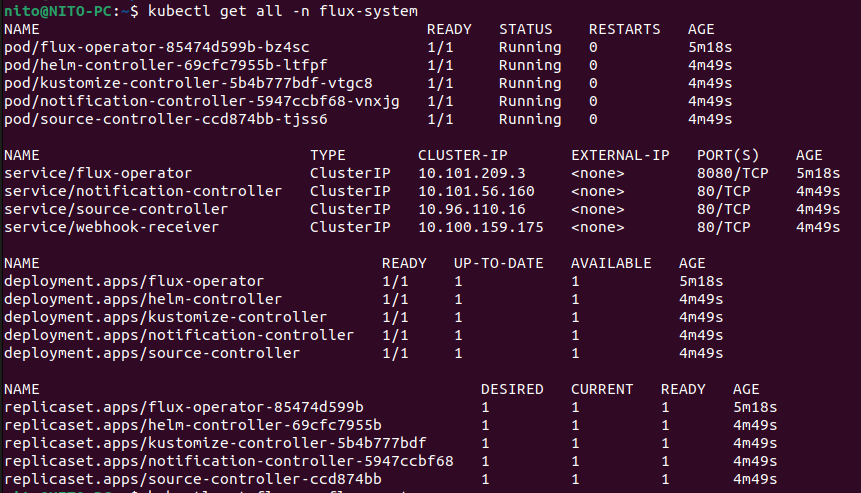 nito@NITO-PC:~$ kubectl get all -n flux-system
NAME READY STATUS RESTARTS AGE
pod/flux-operator-85474d599b-bz4sc 1/1 Running 0 5m18s
pod/helm-controller-69cfc7955b-ltfpf 1/1 Running 0 4m49s
pod/kustomize-controller-5b4b777bdf-vtgc8 1/1 Running 0 4m49s
pod/notification-controller-5947ccbf68-vnxjg 1/1 Running 0 4m49s
pod/source-controller-ccd874bb-tjss6 1/1 Running 0 4m49s
NAME TYPE CLUSTER-IP EXTERNAL-IP PORT(S) AGE
service/flux-operator ClusterIP 10.101.209.3 <none> 8080/TCP 5m18s
service/notification-controller ClusterIP 10.101.56.160 <none> 80/TCP 4m49s
service/source-controller ClusterIP 10.96.110.16 <none> 80/TCP 4m49s
service/webhook-receiver ClusterIP 10.100.159.175 <none> 80/TCP 4m49s
NAME READY UP-TO-DATE AVAILABLE AGE
deployment.apps/flux-operator 1/1 1 1 5m18s
deployment.apps/helm-controller 1/1 1 1 4m49s
deployment.apps/kustomize-controller 1/1 1 1 4m49s
deployment.apps/notification-controller 1/1 1 1 4m49s
deployment.apps/source-controller 1/1 1 1 4m49s
NAME DESIRED CURRENT READY AGE
replicaset.apps/flux-operator-85474d599b 1 1 1 5m18s
replicaset.apps/helm-controller-69cfc7955b 1 1 1 4m49s
replicaset.apps/kustomize-controller-5b4b777bdf 1 1 1 4m49s
replicaset.apps/notification-controller-5947ccbf68 1 1 1 4m49s
replicaset.apps/source-controller-ccd874bb 1 1 1 4m49s